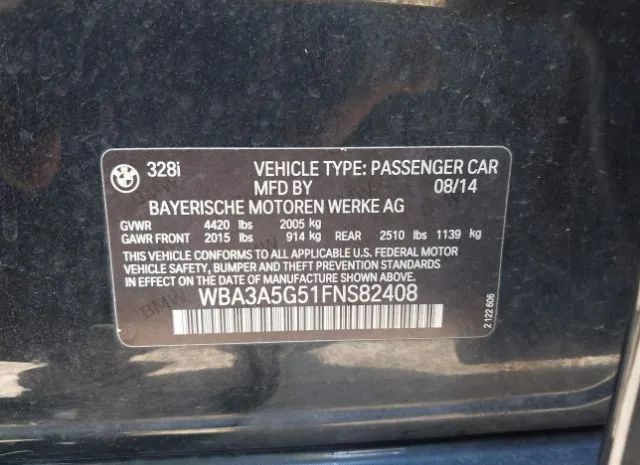 328i VEHICLE TYPE: PASSENGER CAR
MFD BY 08/14
BAYERISCHE MOTOREN WERKE AG
GVWR 4420 lbs 2005 kg
GAWR FRONT 2015 lbs 914 kg REAR 2510 lbs 1139 kg
THIS VEHICLE CONFORMS TO ALL APPLICABLE U.S. FEDERAL MOTOR
VEHICLE SAFETY, BUMPER AND THEFT PREVENTION STANDARDS
IN EFFECT ON THE DATE OF MANUFACTURE SHOWN ABOVE.
WBA3A5G51FNS82408
2 122 606
BMW